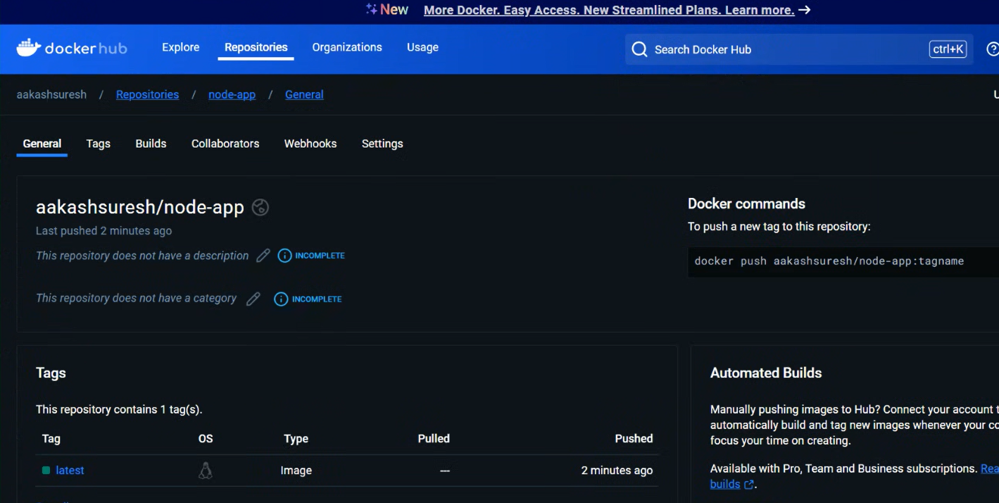 New More Docker. Easy Access. New Streamlined Plans. Learn more. →
dockerhub Explore Repositories Organizations Usage Search Docker Hub ctrl+K ?
aakashsuresh / Repositories / node-app / General
General Tags Builds Collaborators Webhooks Settings
aakashsuresh/node-app
Last pushed 2 minutes ago
This repository does not have a description INCOMPLETE
This repository does not have a category INCOMPLETE
Docker commands
To push a new tag to this repository:
docker push aakashsuresh/node-app:tagname
Tags
This repository contains 1 tag(s).
Tag OS Type Pulled Pushed
latest Image --- 2 minutes ago
Automated Builds
Manually pushing images to Hub? Connect your account t
automatically build and tag new images whenever your co
focus your time on creating.
Available with Pro, Team and Business subscriptions. Rea
builds .